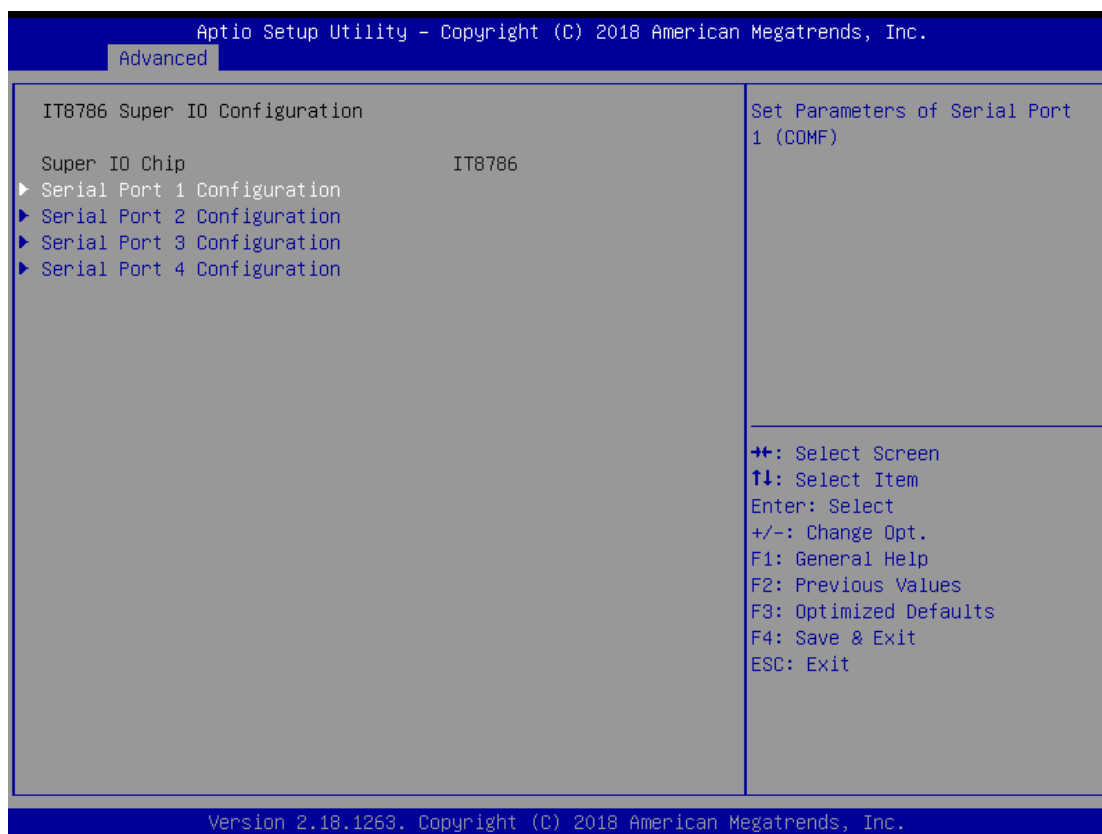 Aptio Setup Utility – Copyright (C) 2018 American Megatrends, Inc.
Advanced
IT8786 Super IO Configuration
Super IO Chip IT8786
Serial Port 1 Configuration
Serial Port 2 Configuration
Serial Port 3 Configuration
Serial Port 4 Configuration
Set Parameters of Serial Port
1 (COMF)
→←: Select Screen
↑↓: Select Item
Enter: Select
+/-: Change Opt.
F1: General Help
F2: Previous Values
F3: Optimized Defaults
F4: Save & Exit
ESC: Exit
Version 2.18.1263. Copyright (C) 2018 American Megatrends, Inc.